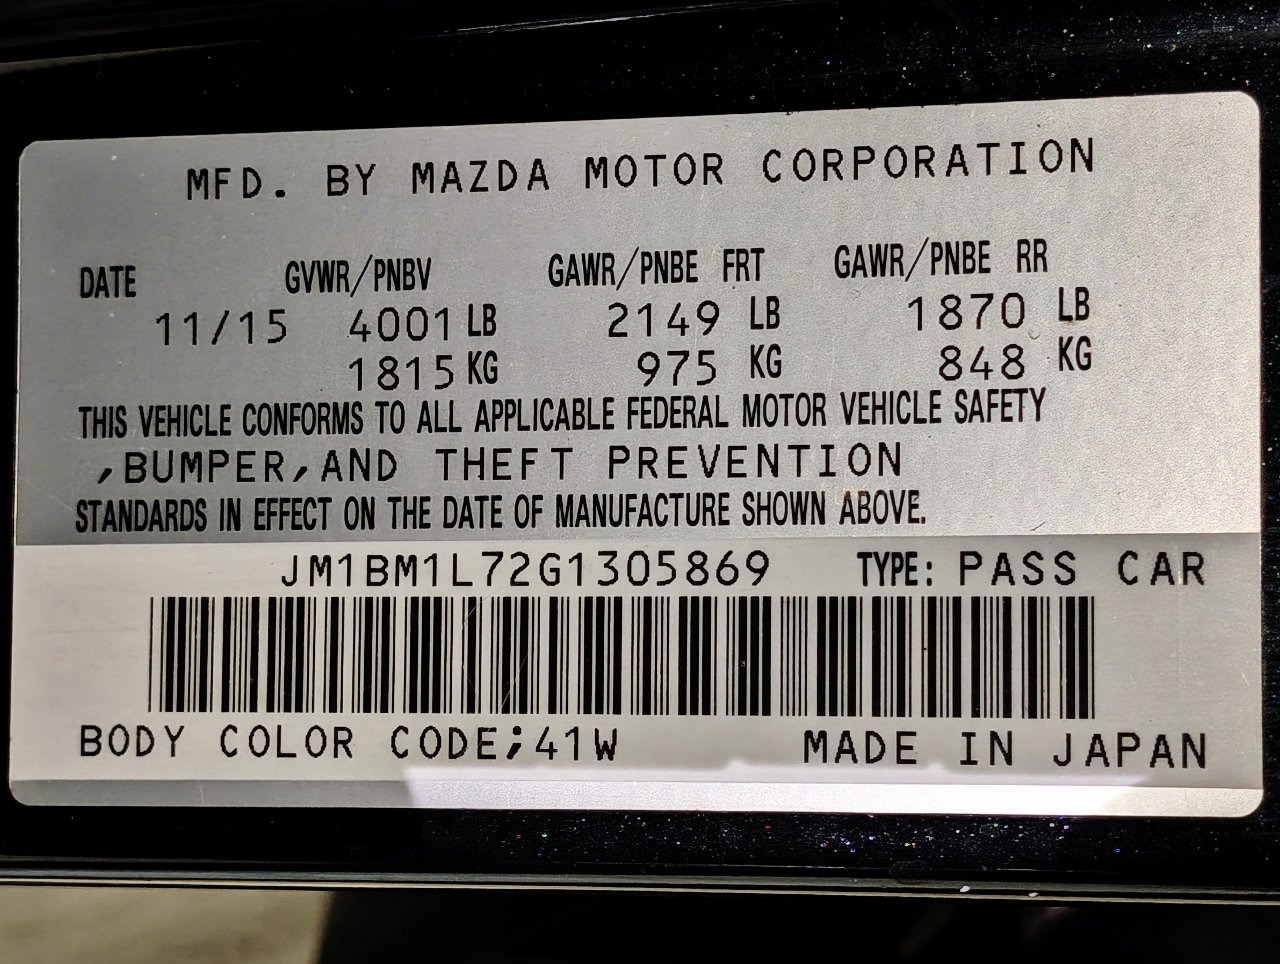 MFD. BY MAZDA MOTOR CORPORATION
DATE GVWR/PNBV GAWR/PNBE FRT GAWR/PNBE RR
11/15 4001 LB 2149 LB 1870 LB
1815 KG 975 KG 848 KG
THIS VEHICLE CONFORMS TO ALL APPLICABLE FEDERAL MOTOR VEHICLE SAFETY
,BUMPER,AND THEFT PREVENTION
STANDARDS IN EFFECT ON THE DATE OF MANUFACTURE SHOWN ABOVE.
JM1BM1L72G1305869 TYPE: PASS CAR
BODY COLOR CODE;41W MADE IN JAPAN